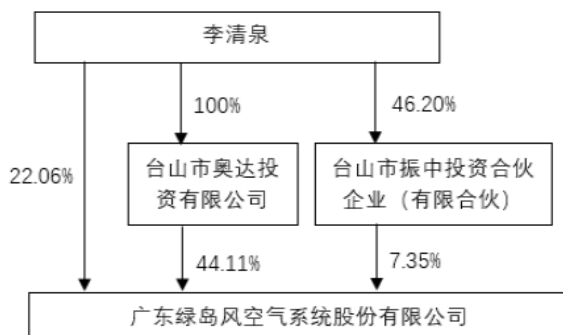 李清泉
100%
46.20%
22.06%
台山市奥达投
资有限公司
台山市振中投资合伙
企业（有限合伙）
44.11%
7.35%
广东绿岛风空气系统股份有限公司